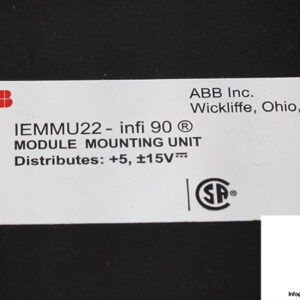 ABB Inc.
Wickliffe, Ohio,
IEMMU22 - infi 90 ®
MODULE MOUNTING UNIT
Distributes: +5, ±15V⎓